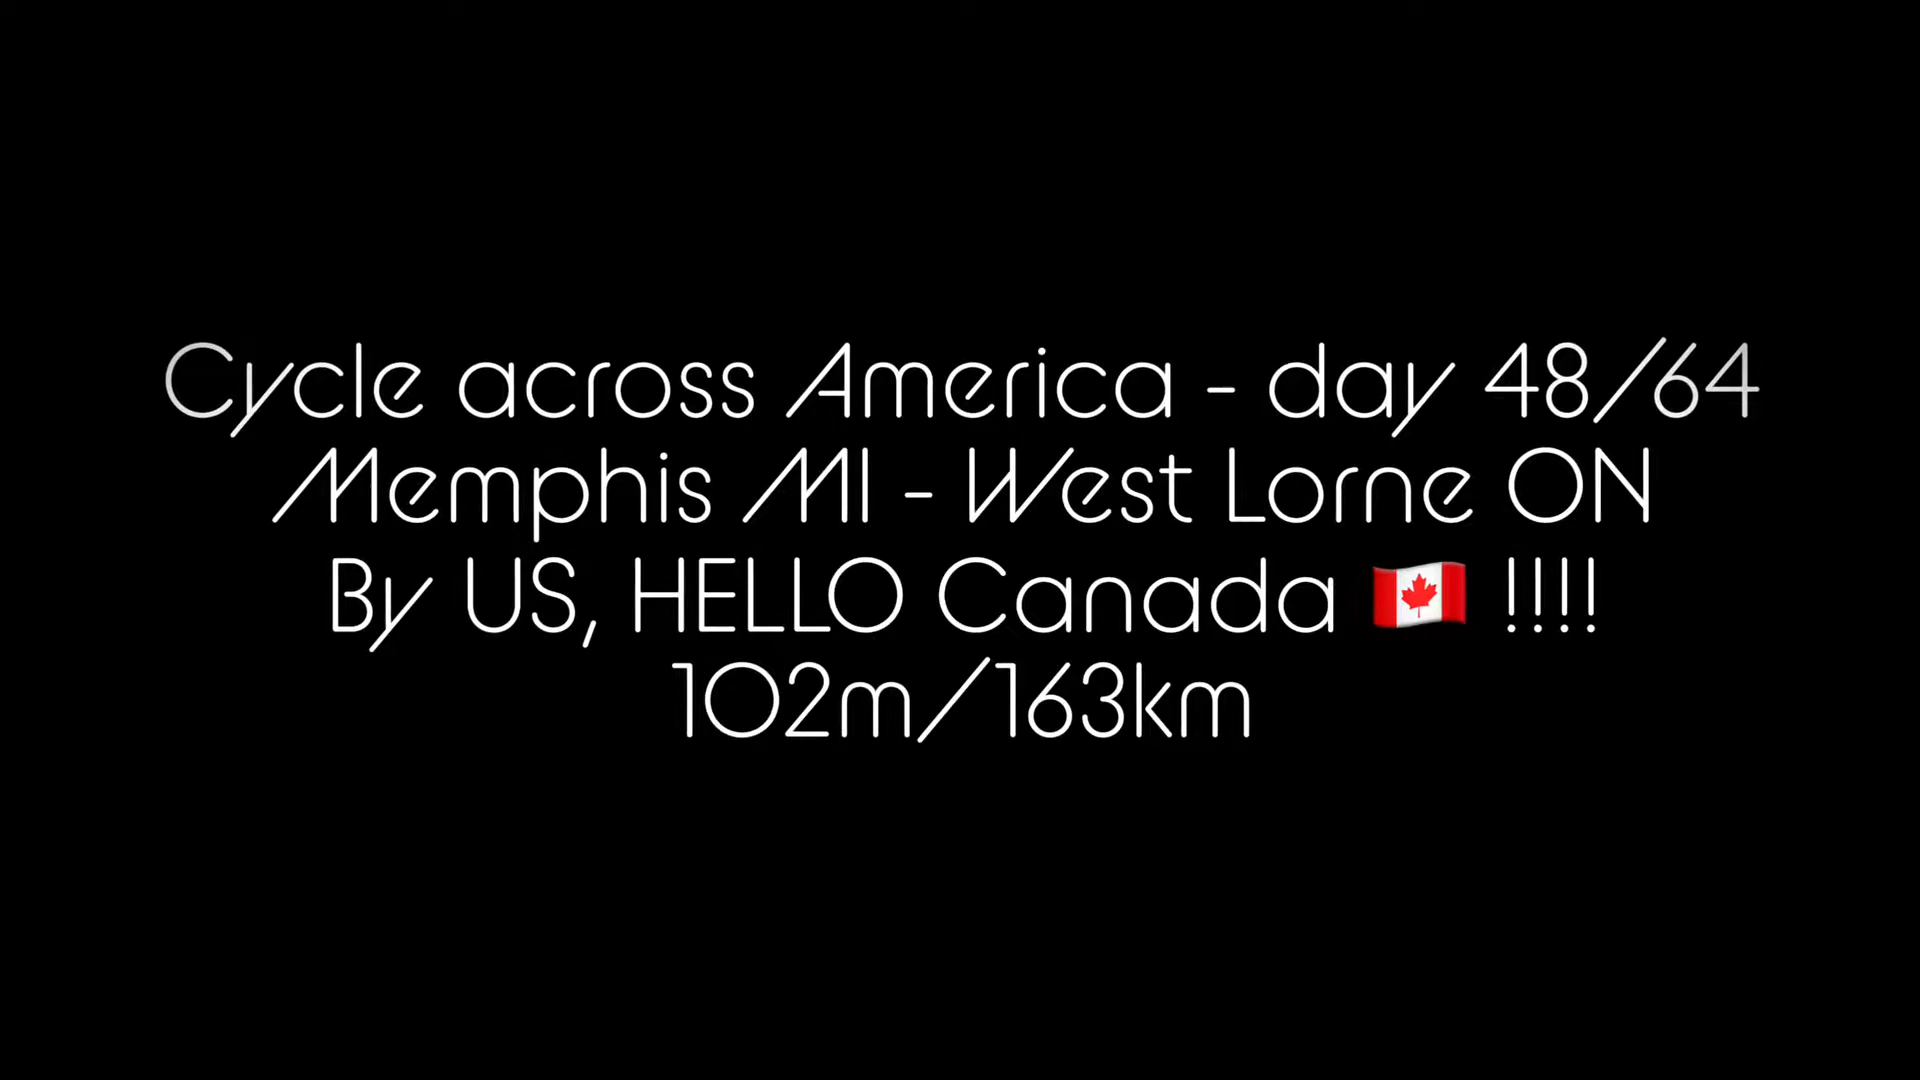 Cycle across America - day 48/64
Memphis MI - West Lorne ON
By US, HELLO Canada 🇨🇦 !!!!
102m/163km